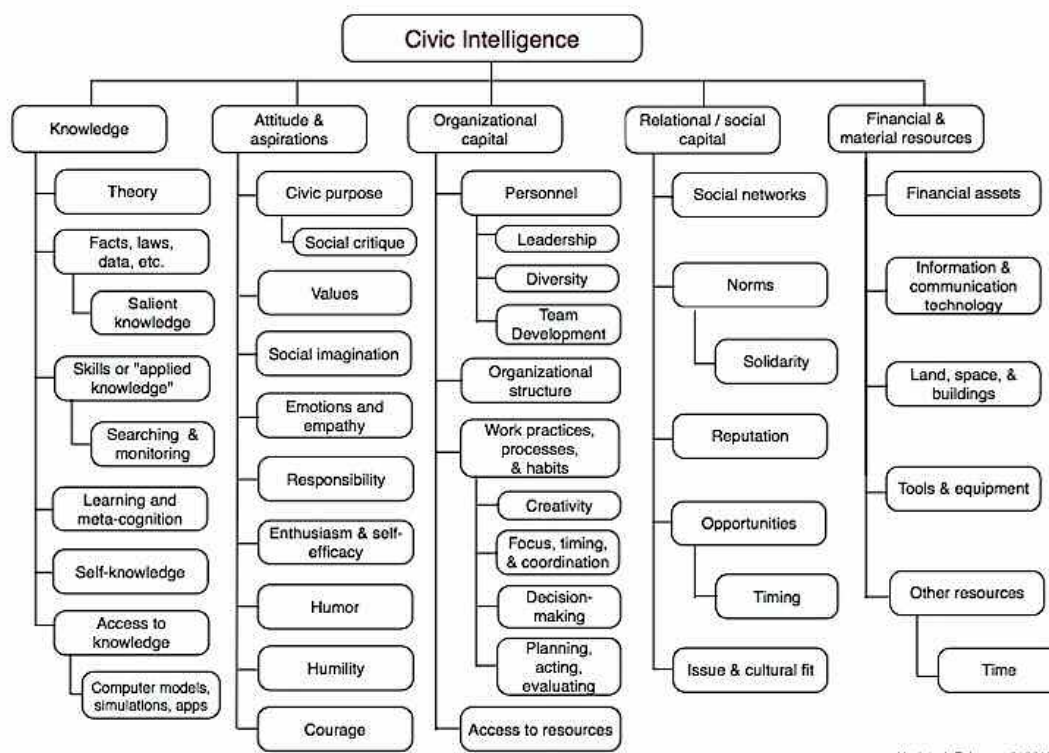 Civic Intelligence
Knowledge
Theory
Facts, laws,
data, etc.
Salient
knowledge
Skills or "applied
knowledge"
Searching &
monitoring
Learning and
meta-cognition
Self-knowledge
Access to
knowledge
Computer models,
simulations, apps
Attitude &
aspirations
Civic purpose
Social critique
Values
Social imagination
Emotions and
empathy
Responsibility
Enthusiasm & self-
efficacy
Humor
Humility
Courage
Organizational
capital
Personnel
Leadership
Diversity
Team
Development
Organizational
structure
Work practices,
processes,
& habits
Creativity
Focus, timing,
& coordination
Decision-
making
Planning,
acting,
evaluating
Access to resources
Relational / social
capital
Social networks
Norms
Solidarity
Reputation
Opportunities
Timing
Issue & cultural fit
Financial &
material resources
Financial assets
Information &
communication
technology
Land, space, &
buildings
Tools & equipment
Other resources
Time